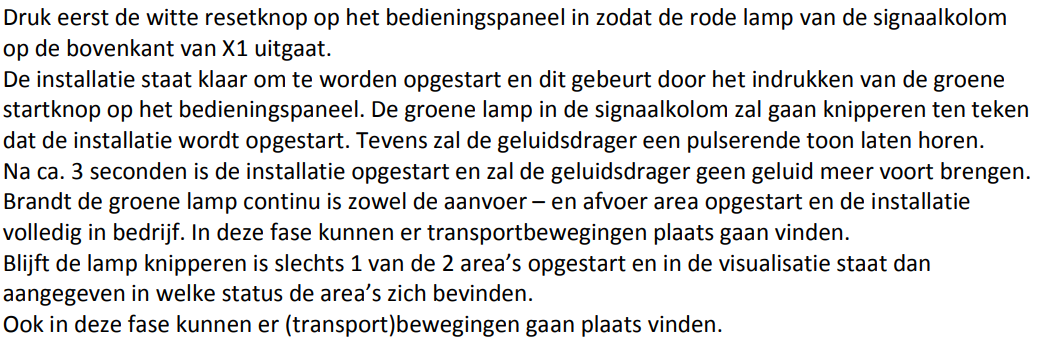 Druk eerst de witte resetknop op het bedieningspaneel in zodat de rode lamp van de signaalkolom
op de bovenkant van X1 uitgaat.
De installatie staat klaar om te worden opgestart en dit gebeurt door het indrukken van de groene
startknop op het bedieningspaneel. De groene lamp in de signaalkolom zal gaan knipperen ten teken
dat de installatie wordt opgestart. Tevens zal de geluidsdrager een pulserende toon laten horen.
Na ca. 3 seconden is de installatie opgestart en zal de geluidsdrager geen geluid meer voort brengen.
Brandt de groene lamp continu is zowel de aanvoer – en afvoer area opgestart en de installatie
volledig in bedrijf. In deze fase kunnen er transportbewegingen plaats gaan vinden.
Blijft de lamp knipperen is slechts 1 van de 2 area’s opgestart en in de visualisatie staat dan
aangegeven in welke status de area’s zich bevinden.
Ook in deze fase kunnen er (transport)bewegingen gaan plaats vinden.